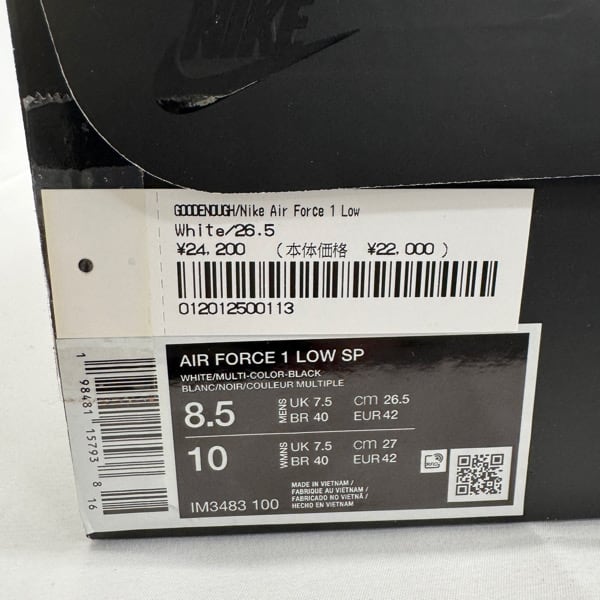 NIKE
GOODENOUGH/Nike Air Force 1 Low
White/26.5
¥24,200 (本体価格 ¥22,000)
012012500113
AIR FORCE 1 LOW SP
WHITE/MULTI-COLOR-BLACK
BLANC/NOIR/COULEUR MULTIPLE
8.5 MENS UK 7.5 cm 26.5
BR 40 EUR 42
10 WMNS UK 7.5 cm 27
BR 40 EUR 42
MADE IN VIETNAM /
FABRIQUE AU VIETNAM /
FABRICADO NO VIETNÃ /
HECHO EN VIETNAM
IM3483 100
1 98481 15793 8 16